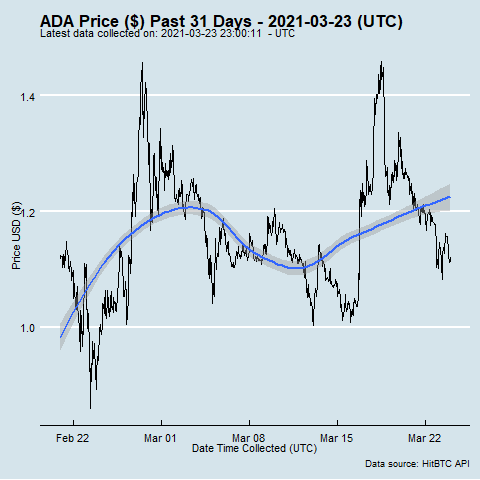 ADA Price ($) Past 31 Days - 2021-03-23 (UTC)
Latest data collected on: 2021-03-23 23:00:11 - UTC
1.4
1.2
1.0
Price USD ($)
Feb 22 Mar 01 Mar 08 Mar 15 Mar 22
Date Time Collected (UTC)
Data source: HitBTC API